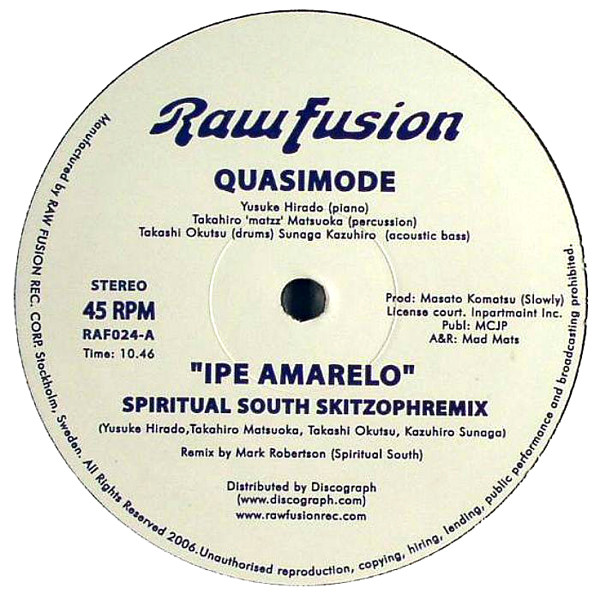 Raw Fusion
QUASIMODE
Yusuke Hirado (piano)
Takahiro 'matzz' Matsuoka (percussion)
Takashi Okutsu (drums) Sunaga Kazuhiro (acoustic bass)
STEREO
45 RPM
RAF024-A
Time: 10.46
Prod: Masato Komatsu (Slowly)
License court. Inpartmaint Inc.
Publ: MCJP
A&R: Mad Mats
"IPE AMARELO"
SPIRITUAL SOUTH SKITZOPHREMIX
(Yusuke Hirado,Takahiro Matsuoka, Takashi Okutsu, Kazuhiro Sunaga)
Remix by Mark Robertson (Spiritual South)
Distributed by Discograph
(www.discograph.com)
www.rawfusionrec.com
Manufactured by RAW FUSION REC. CORP. Stockholm, Sweden. All Rights Reserved 2006.Unauthorised reproduction, copying, hiring, lending, public performance and broadcasting prohibited.